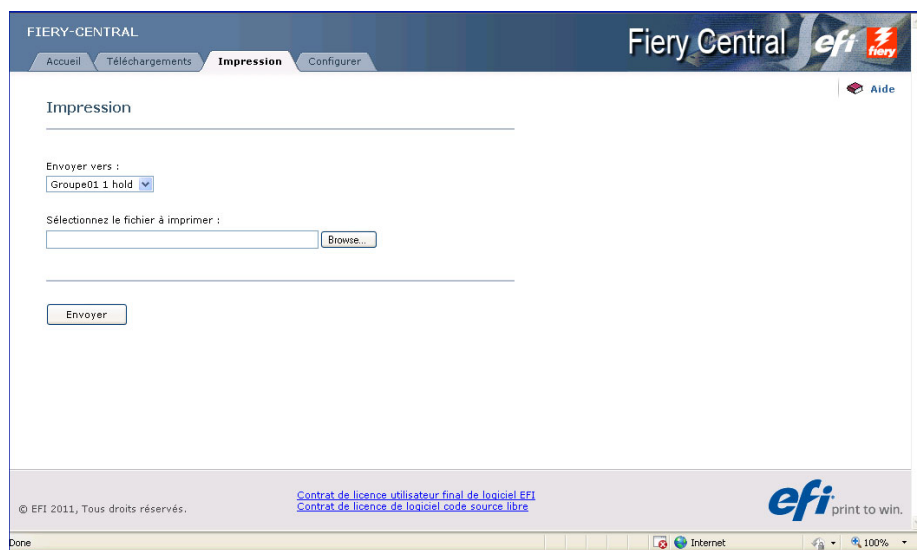 FIERY-CENTRAL
Fiery Central efi fiery
Accueil Téléchargements Impression Configurer
Aide
Impression
Envoyer vers :
Groupe01 1 hold
Sélectionnez le fichier à imprimer :
Browse...
Envoyer
© EFI 2011, Tous droits réservés.
Contrat de licence utilisateur final de logiciel EFI
Contrat de licence de logiciel code source libre
efi print to win.
Done Internet 100%